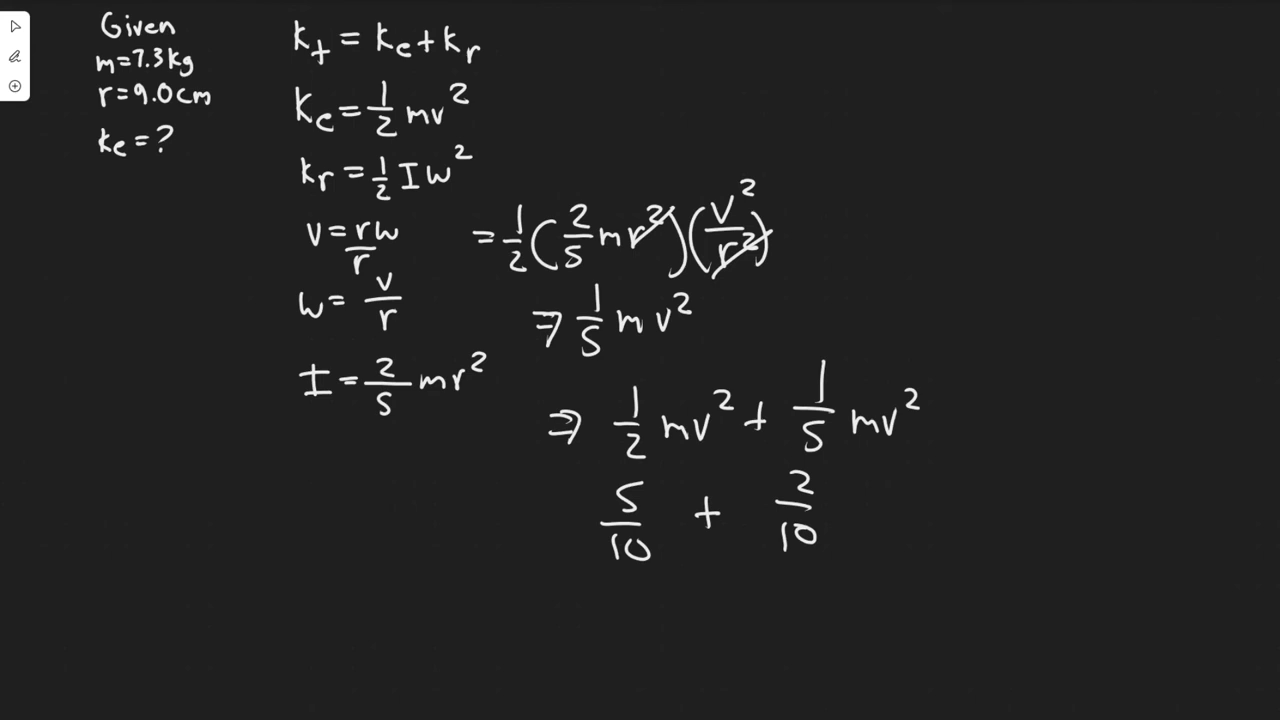 Given
m=7.3kg
r=9.0cm
ke=?
Kt = Ke+Kr
Ke = 1/2 mv²
Kr = 1/2 I w²
= 1/2 (2/5 mr²)(v²/r²)
v = rw/r
w = v/r
⇒ 1/5 mv²
I = 2/5 mr²
⇒ 1/2 mv² + 1/5 mv²
5/10 + 2/10